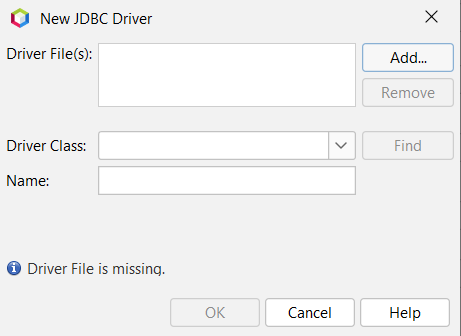 New JDBC Driver
Driver File(s):
Add...
Remove
Driver Class:
Find
Name:
Driver File is missing.
OK Cancel Help